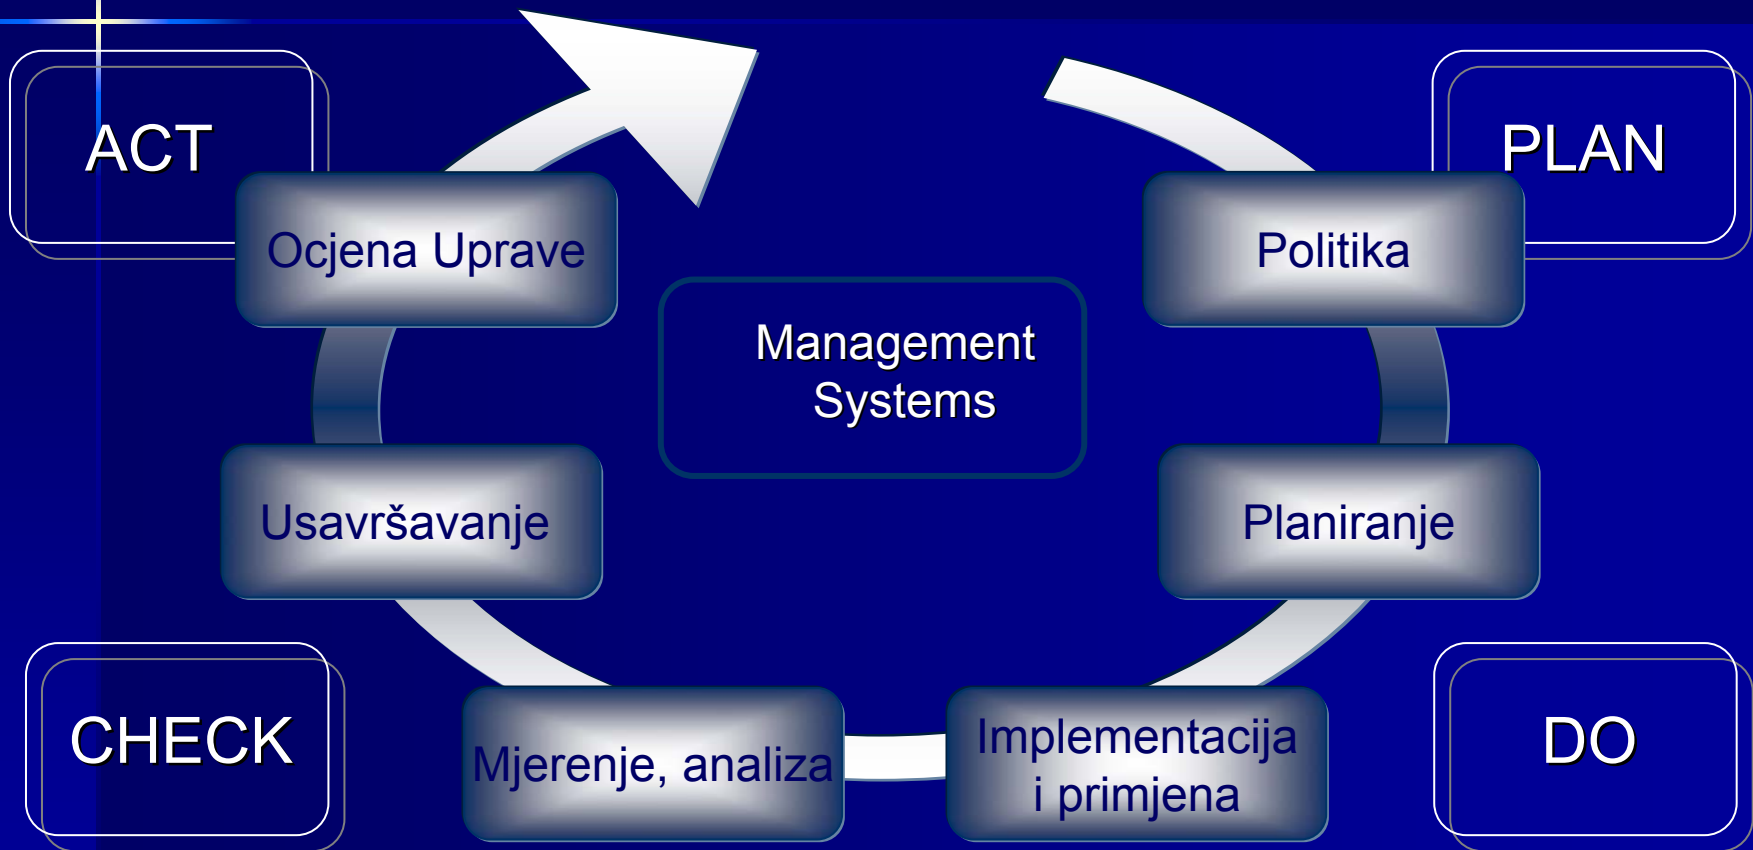 ACT
PLAN
Ocjena Uprave
Politika
Management
Systems
Usavršavanje
Planiranje
CHECK
Mjerenje, analiza
Implementacija
i primjena
DO